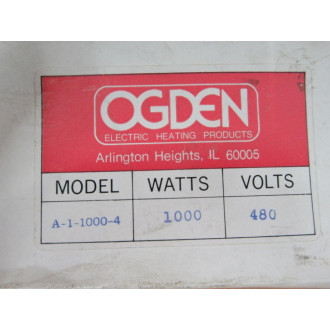 OGDEN
ELECTRIC HEATING PRODUCTS
Arlington Heights, IL 60005
MODEL WATTS VOLTS
A-1-1000-4 1000 480